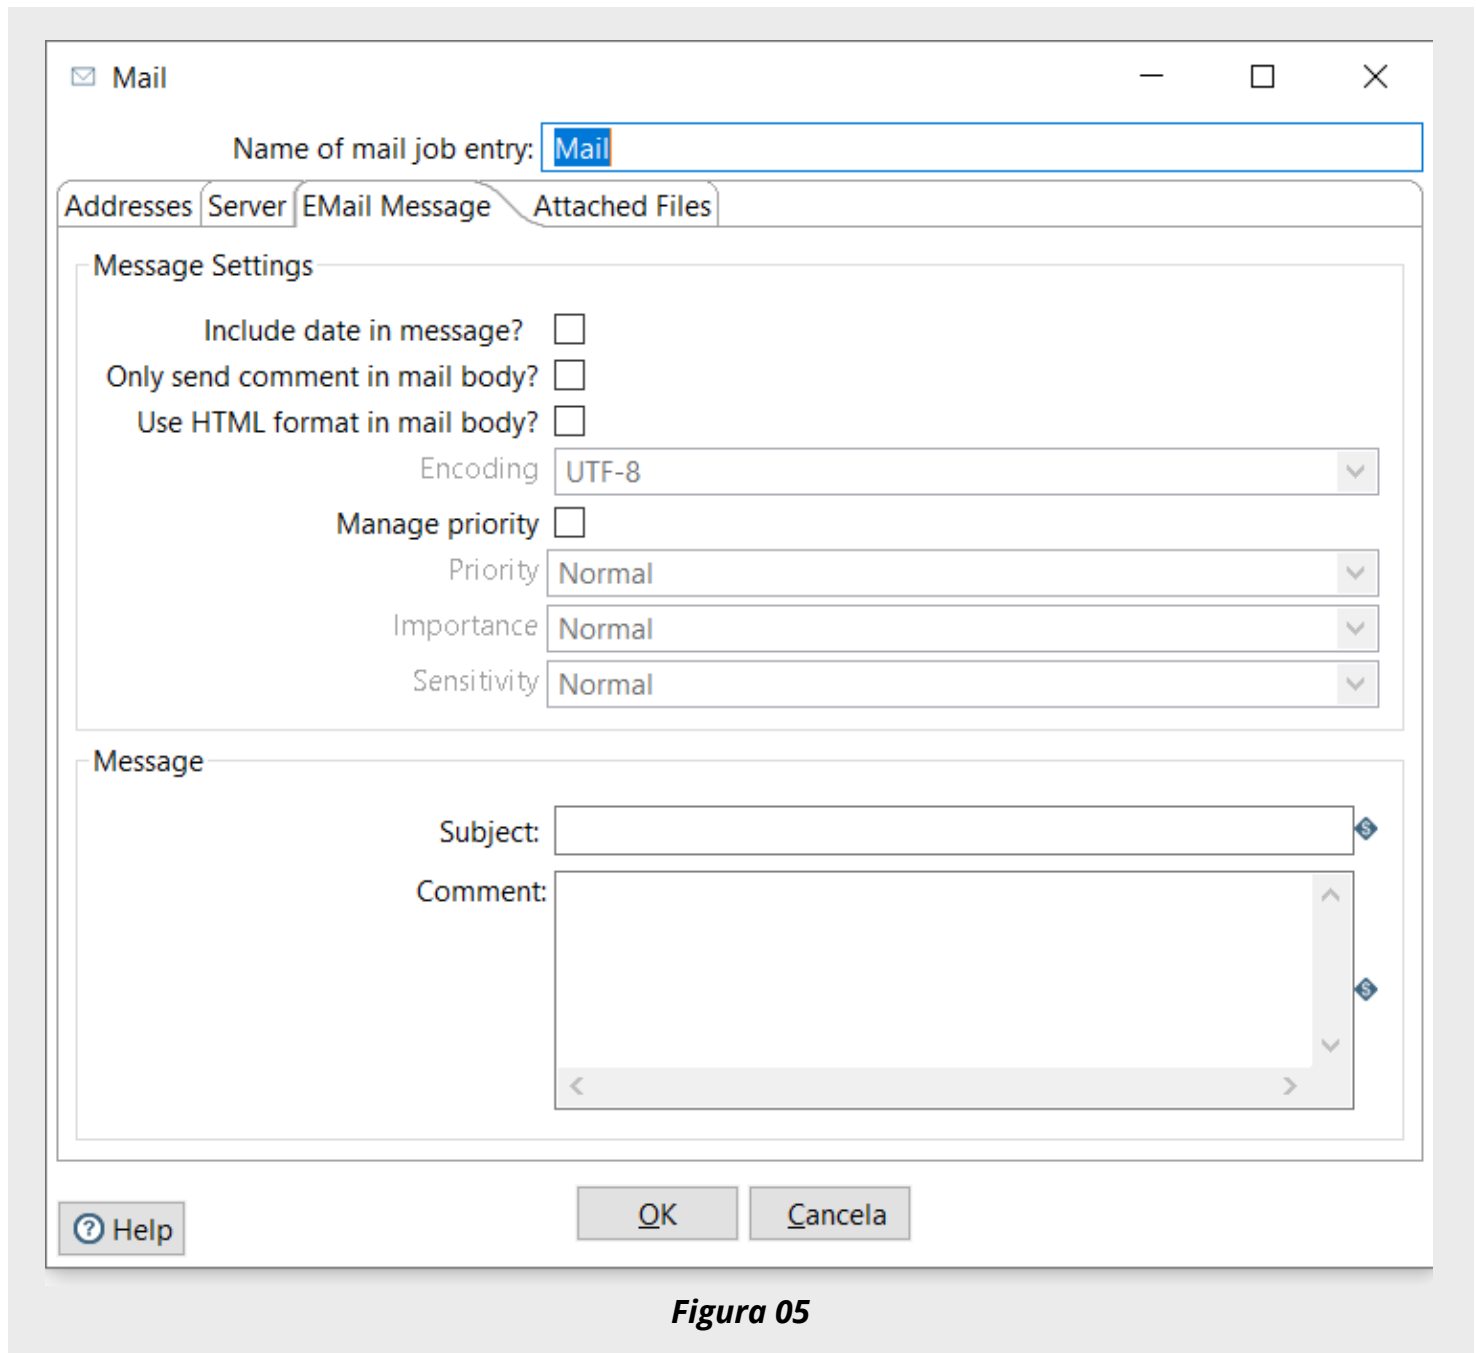 Mail
Name of mail job entry: Mail
Addresses Server EMail Message Attached Files
Message Settings
Include date in message?
Only send comment in mail body?
Use HTML format in mail body?
Encoding UTF-8
Manage priority
Priority Normal
Importance Normal
Sensitivity Normal
Message
Subject:
Comment:
Help OK Cancela
Figura 05